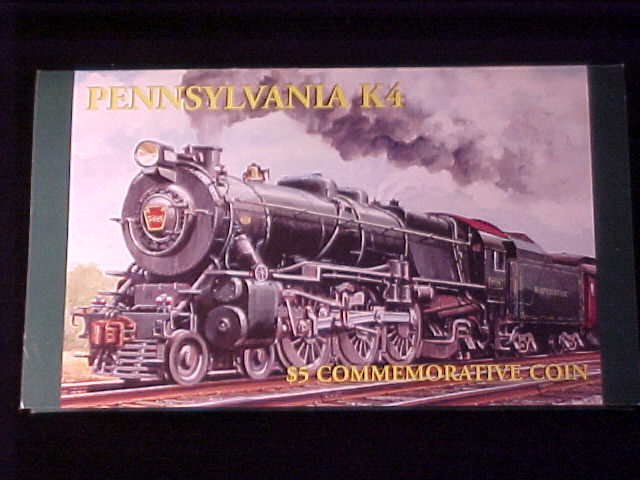 PENNSYLVANIA K4
$5 COMMEMORATIVE COIN